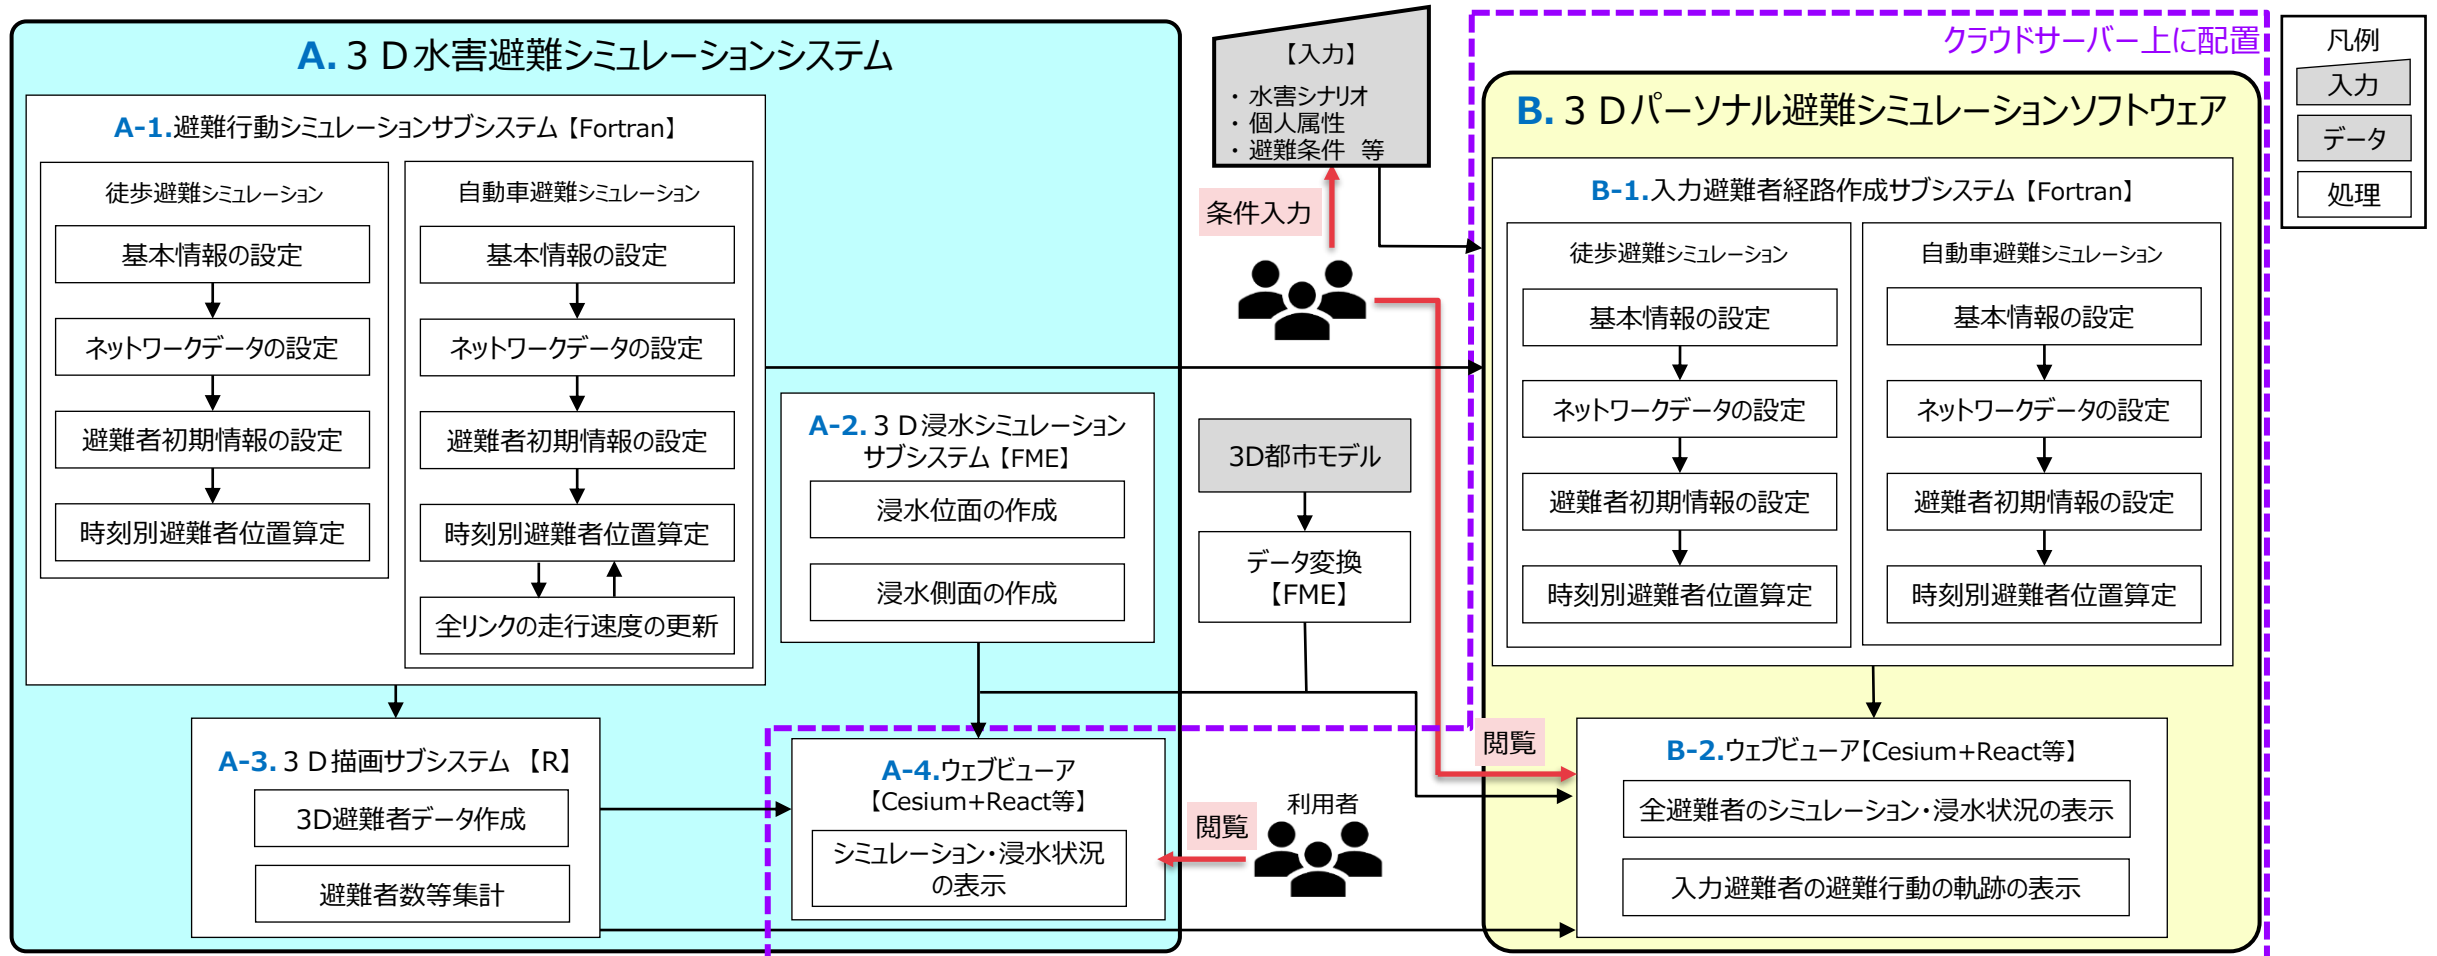 A.３Ｄ水害避難シミュレーションシステム
A-1.避難行動シミュレーションサブシステム【Fortran】
徒歩避難シミュレーション
基本情報の設定
ネットワークデータの設定
避難者初期情報の設定
時刻別避難者位置算定
自動車避難シミュレーション
基本情報の設定
ネットワークデータの設定
避難者初期情報の設定
時刻別避難者位置算定
全リンクの走行速度の更新
A-2.３Ｄ浸水シミュレーション
サブシステム【FME】
浸水位面の作成
浸水側面の作成
A-3.３Ｄ描画サブシステム 【R】
3D避難者データ作成
避難者数等集計
A-4.ウェブビューア
【Cesium+React等】
シミュレーション・浸水状況
の表示
【入力】
・水害シナリオ
・個人属性
・避難条件　等
条件入力
3D都市モデル
データ変換
【FME】
閲覧
利用者
閲覧
クラウドサーバー上に配置
B.３Ｄパーソナル避難シミュレーションソフトウェア
B-1.入力避難者経路作成サブシステム【Fortran】
徒歩避難シミュレーション
基本情報の設定
ネットワークデータの設定
避難者初期情報の設定
時刻別避難者位置算定
自動車避難シミュレーション
基本情報の設定
ネットワークデータの設定
避難者初期情報の設定
時刻別避難者位置算定
B-2.ウェブビューア【Cesium+React等】
全避難者のシミュレーション・浸水状況の表示
入力避難者の避難行動の軌跡の表示
凡例
入力
データ
処理